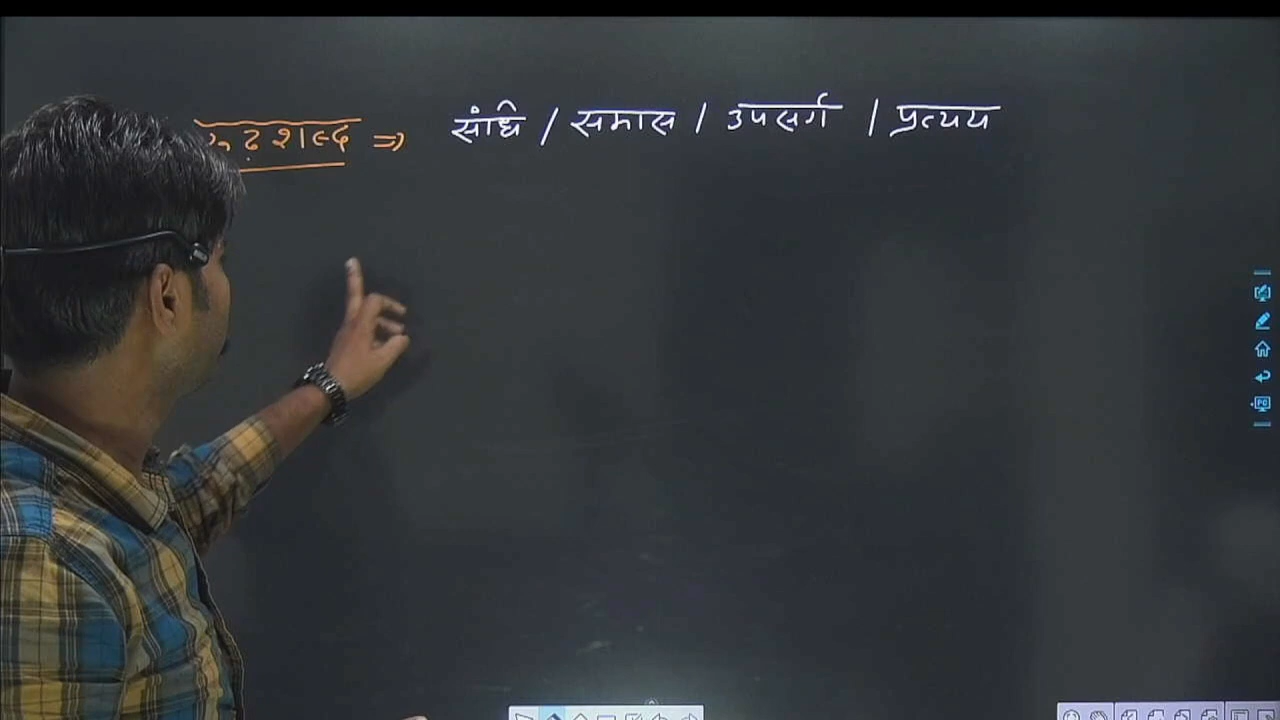 रूढ़ शब्द => संधि / समास / उपसर्ग / प्रत्यय